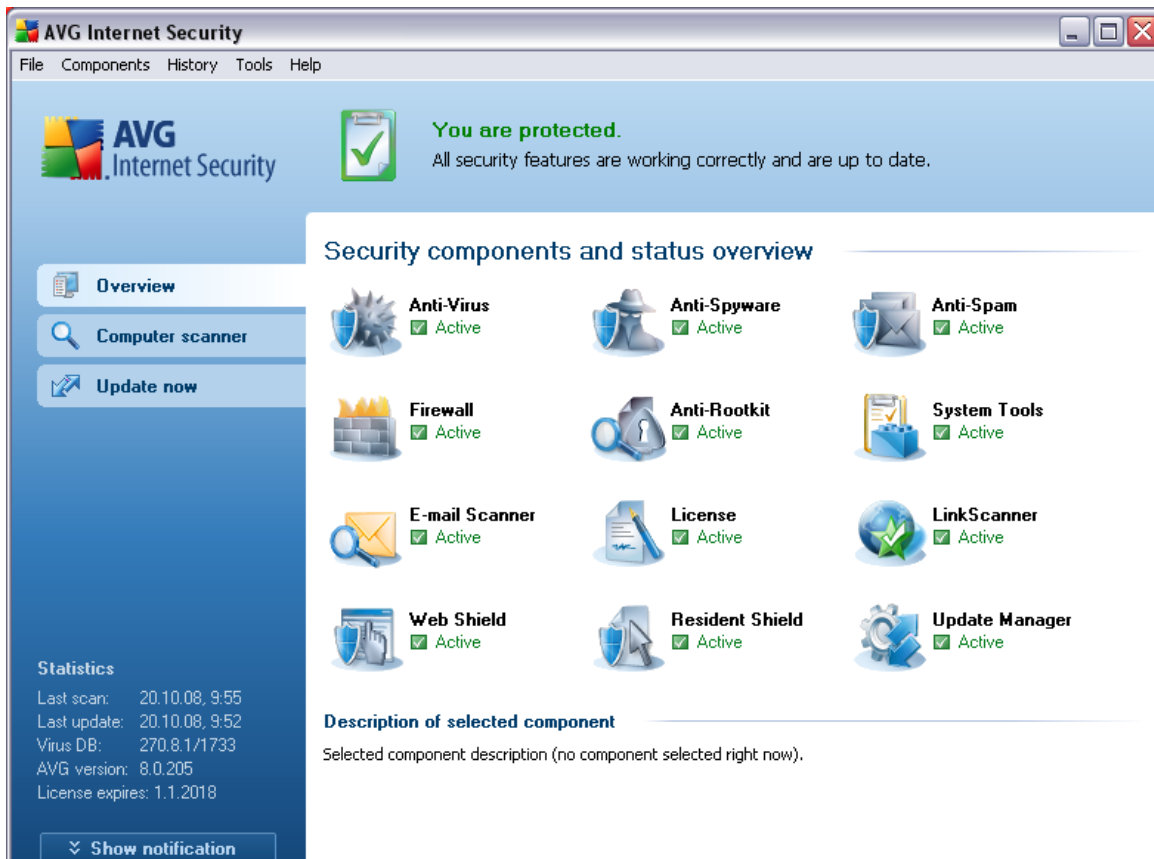 AVG Internet Security
File Components History Tools Help
AVG
Internet Security
You are protected.
All security features are working correctly and are up to date.
Overview
Computer scanner
Update now
Security components and status overview
Anti-Virus
Active
Anti-Spyware
Active
Anti-Spam
Active
Firewall
Active
Anti-Rootkit
Active
System Tools
Active
E-mail Scanner
Active
License
Active
LinkScanner
Active
Web Shield
Active
Resident Shield
Active
Update Manager
Active
Statistics
Last scan: 20.10.08, 9:55
Last update: 20.10.08, 9:52
Virus DB: 270.8.1/1733
AVG version: 8.0.205
License expires: 1.1.2018
Show notification
Description of selected component
Selected component description (no component selected right now).